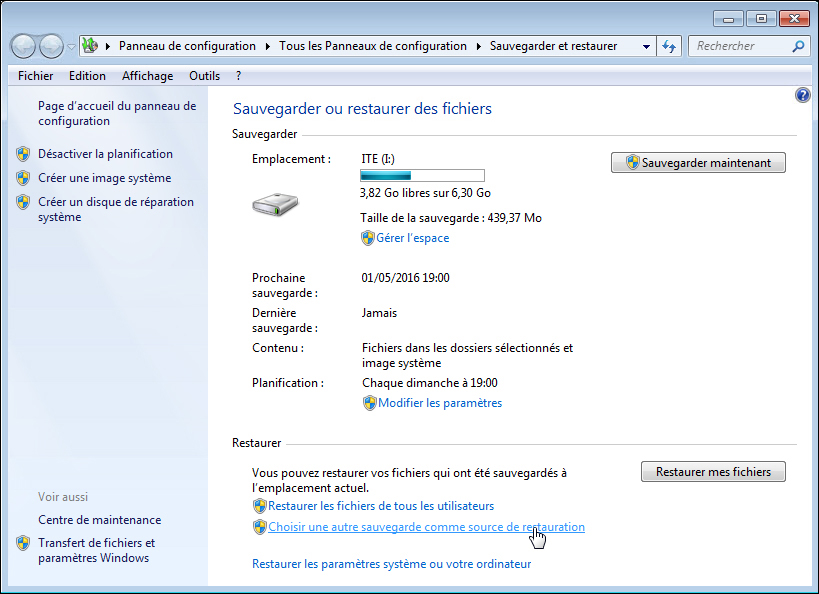 Panneau de configuration Tous les Panneaux de configuration Sauvegarder et restaurer
Rechercher
Fichier Edition Affichage Outils ?
Page d'accueil du panneau de
configuration
Désactiver la planification
Créer une image système
Créer un disque de réparation
système
Voir aussi
Centre de maintenance
Transfert de fichiers et
paramètres Windows
Sauvegarder ou restaurer des fichiers
Sauvegarder
Emplacement : ITE (I:)
Sauvegarder maintenant
3,82 Go libres sur 6,30 Go
Taille de la sauvegarde : 439,37 Mo
Gérer l'espace
Prochaine 01/05/2016 19:00
sauvegarde :
Dernière Jamais
sauvegarde :
Contenu : Fichiers dans les dossiers sélectionnés et
image système
Planification : Chaque dimanche à 19:00
Modifier les paramètres
Restaurer
Vous pouvez restaurer vos fichiers qui ont été sauvegardés à
l'emplacement actuel.
Restaurer mes fichiers
Restaurer les fichiers de tous les utilisateurs
Choisir une autre sauvegarde comme source de restauration
Restaurer les paramètres système ou votre ordinateur